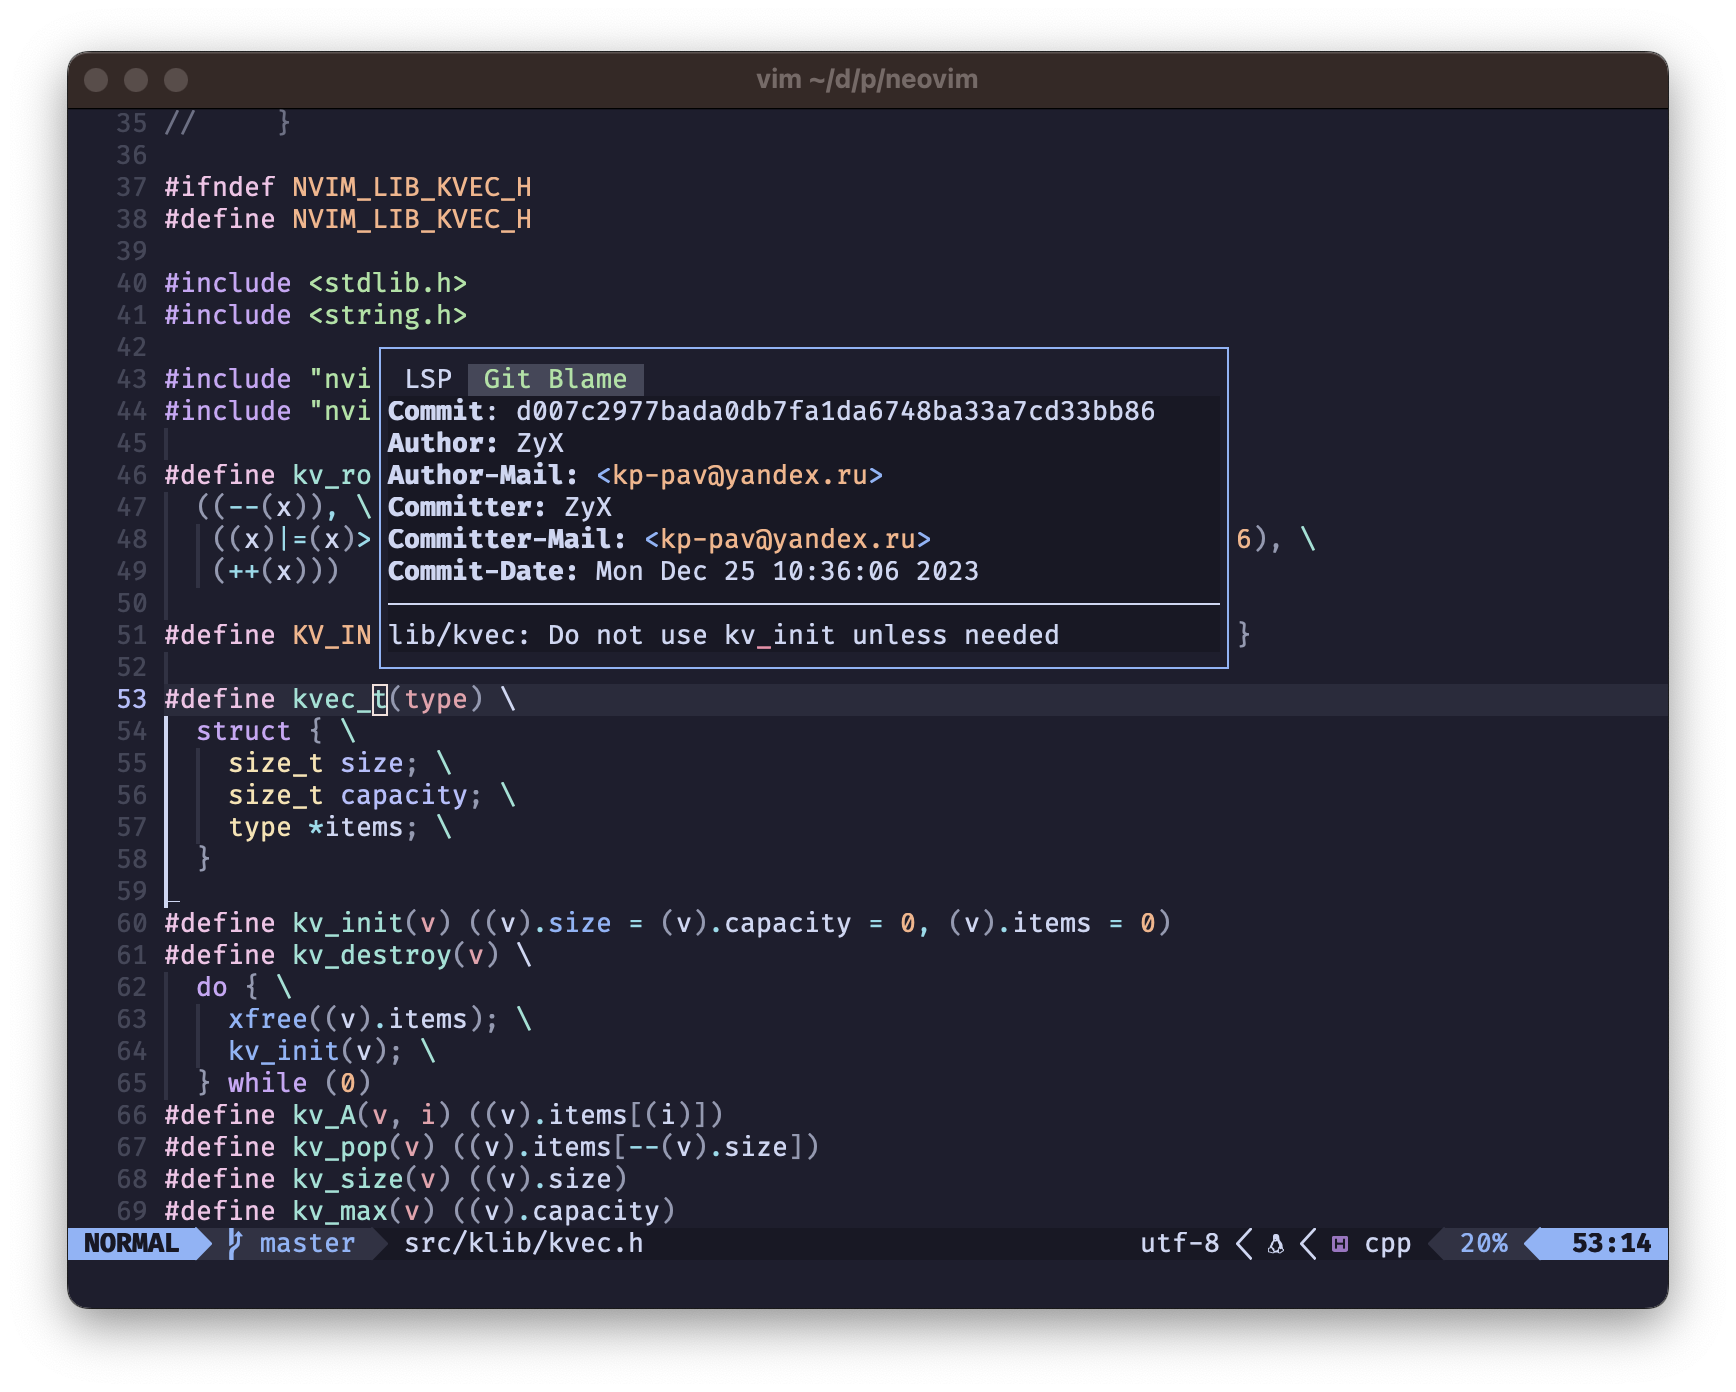 vim ~/d/p/neovim
35 //     }
36
37 #ifndef NVIM_LIB_KVEC_H
38 #define NVIM_LIB_KVEC_H
39
40 #include <stdlib.h>
41 #include <string.h>
42
43 #include "nvi
44 #include "nvi
45
46 #define kv_ro
47   ((--(x)), \
48    ((x)|=(x)> 6), \
49    (++(x)))
50
51 #define KV_IN }
52
LSP Git Blame
Commit: d007c2977bada0db7fa1da6748ba33a7cd33bb86
Author: ZyX
Author-Mail: <kp-pav@yandex.ru>
Committer: ZyX
Committer-Mail: <kp-pav@yandex.ru>
Commit-Date: Mon Dec 25 10:36:06 2023
lib/kvec: Do not use kv_init unless needed
53 #define kvec_t(type) \
54   struct { \
55     size_t size; \
56     size_t capacity; \
57     type *items; \
58   }
59
60 #define kv_init(v) ((v).size = (v).capacity = 0, (v).items = 0)
61 #define kv_destroy(v) \
62   do { \
63     xfree((v).items); \
64     kv_init(v); \
65   } while (0)
66 #define kv_A(v, i) ((v).items[(i)])
67 #define kv_pop(v) ((v).items[--(v).size])
68 #define kv_size(v) ((v).size)
69 #define kv_max(v) ((v).capacity)
NORMAL master src/klib/kvec.h utf-8 cpp 20% 53:14